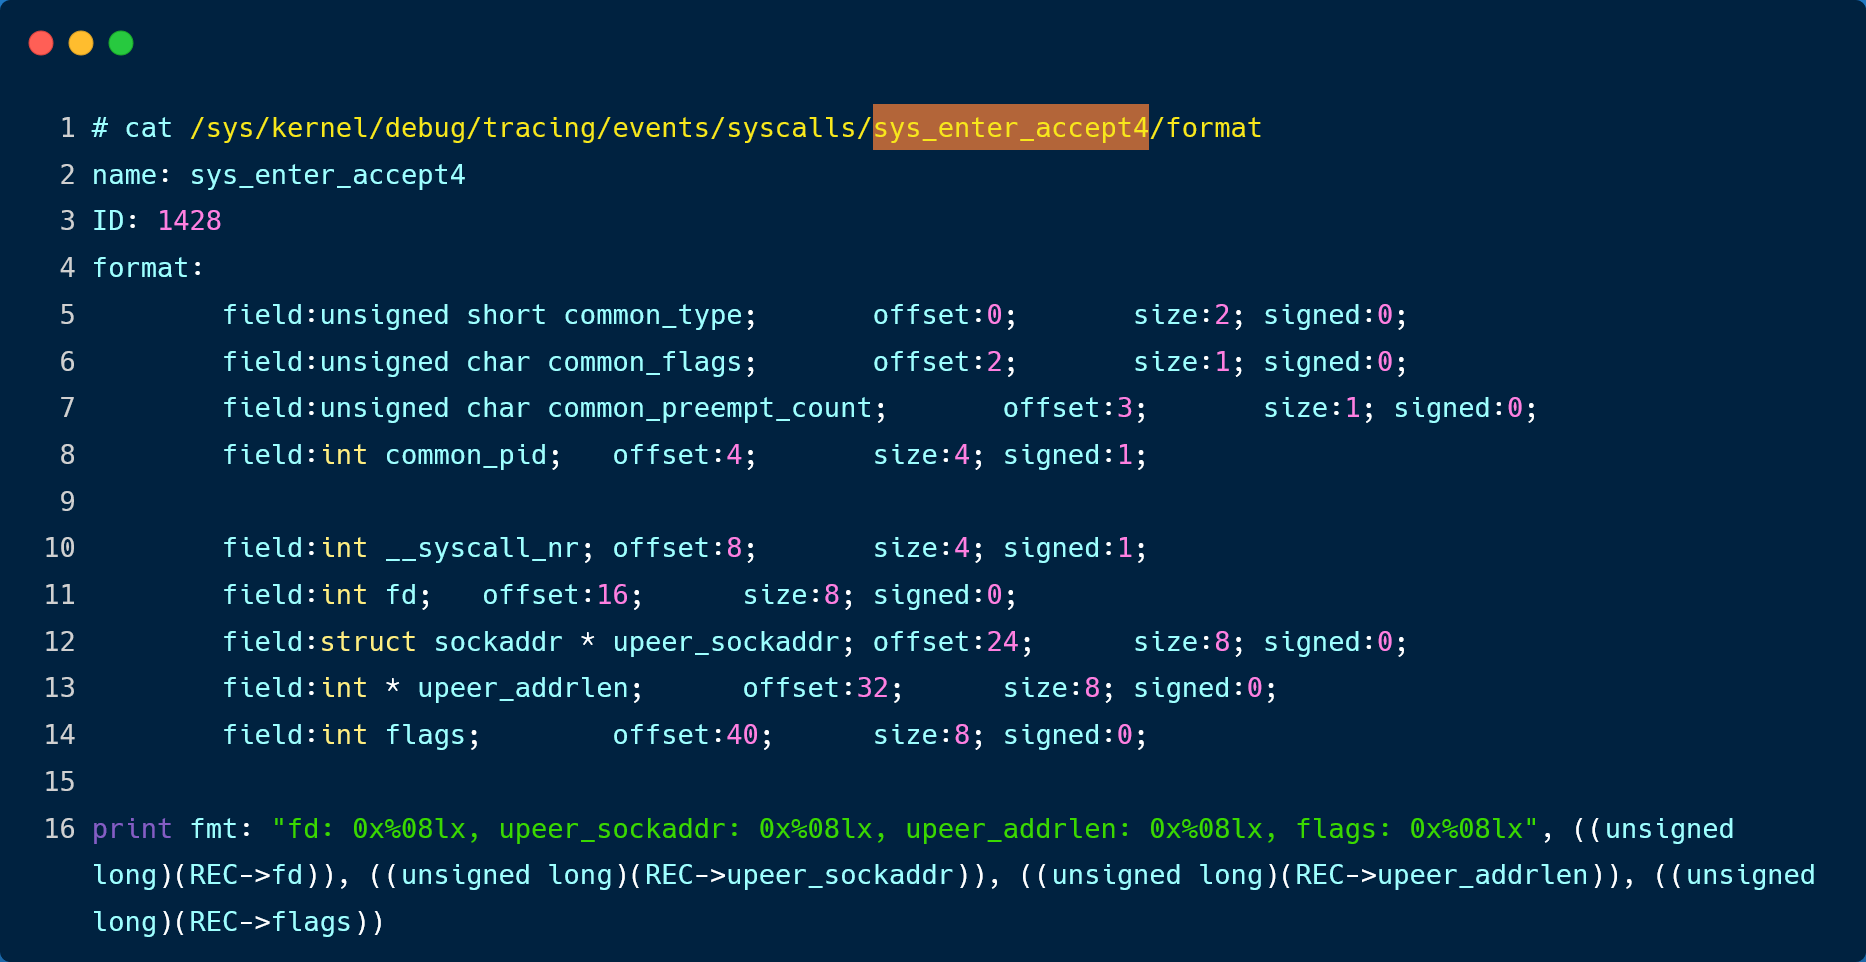 1 # cat /sys/kernel/debug/tracing/events/syscalls/sys_enter_accept4/format
2 name: sys_enter_accept4
3 ID: 1428
4 format:
5         field:unsigned short common_type;       offset:0;       size:2; signed:0;
6         field:unsigned char common_flags;       offset:2;       size:1; signed:0;
7         field:unsigned char common_preempt_count;       offset:3;       size:1; signed:0;
8         field:int common_pid;   offset:4;       size:4; signed:1;
9
10         field:int __syscall_nr; offset:8;       size:4; signed:1;
11         field:int fd;   offset:16;      size:8; signed:0;
12         field:struct sockaddr * upeer_sockaddr; offset:24;      size:8; signed:0;
13         field:int * upeer_addrlen;      offset:32;      size:8; signed:0;
14         field:int flags;        offset:40;      size:8; signed:0;
15
16 print fmt: "fd: 0x%08lx, upeer_sockaddr: 0x%08lx, upeer_addrlen: 0x%08lx, flags: 0x%08lx", ((unsigned
long)(REC->fd)), ((unsigned long)(REC->upeer_sockaddr)), ((unsigned long)(REC->upeer_addrlen)), ((unsigned
long)(REC->flags))